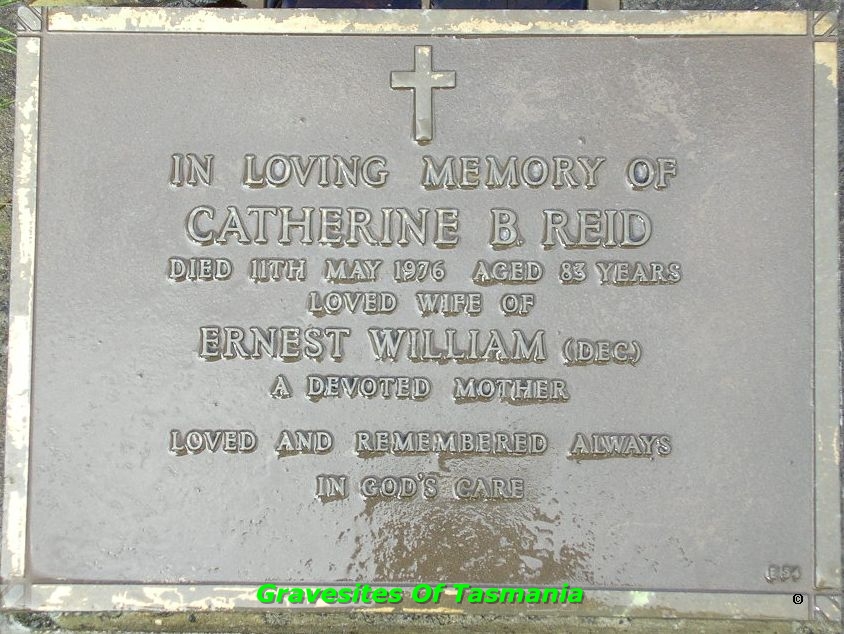 IN LOVING MEMORY OF
CATHERINE B. REID
DIED 11TH MAY 1976 AGED 83 YEARS
LOVED WIFE OF
ERNEST WILLIAM (DEC.)
A DEVOTED MOTHER
LOVED AND REMEMBERED ALWAYS
IN GOD'S CARE
Gravesites Of Tasmania
©